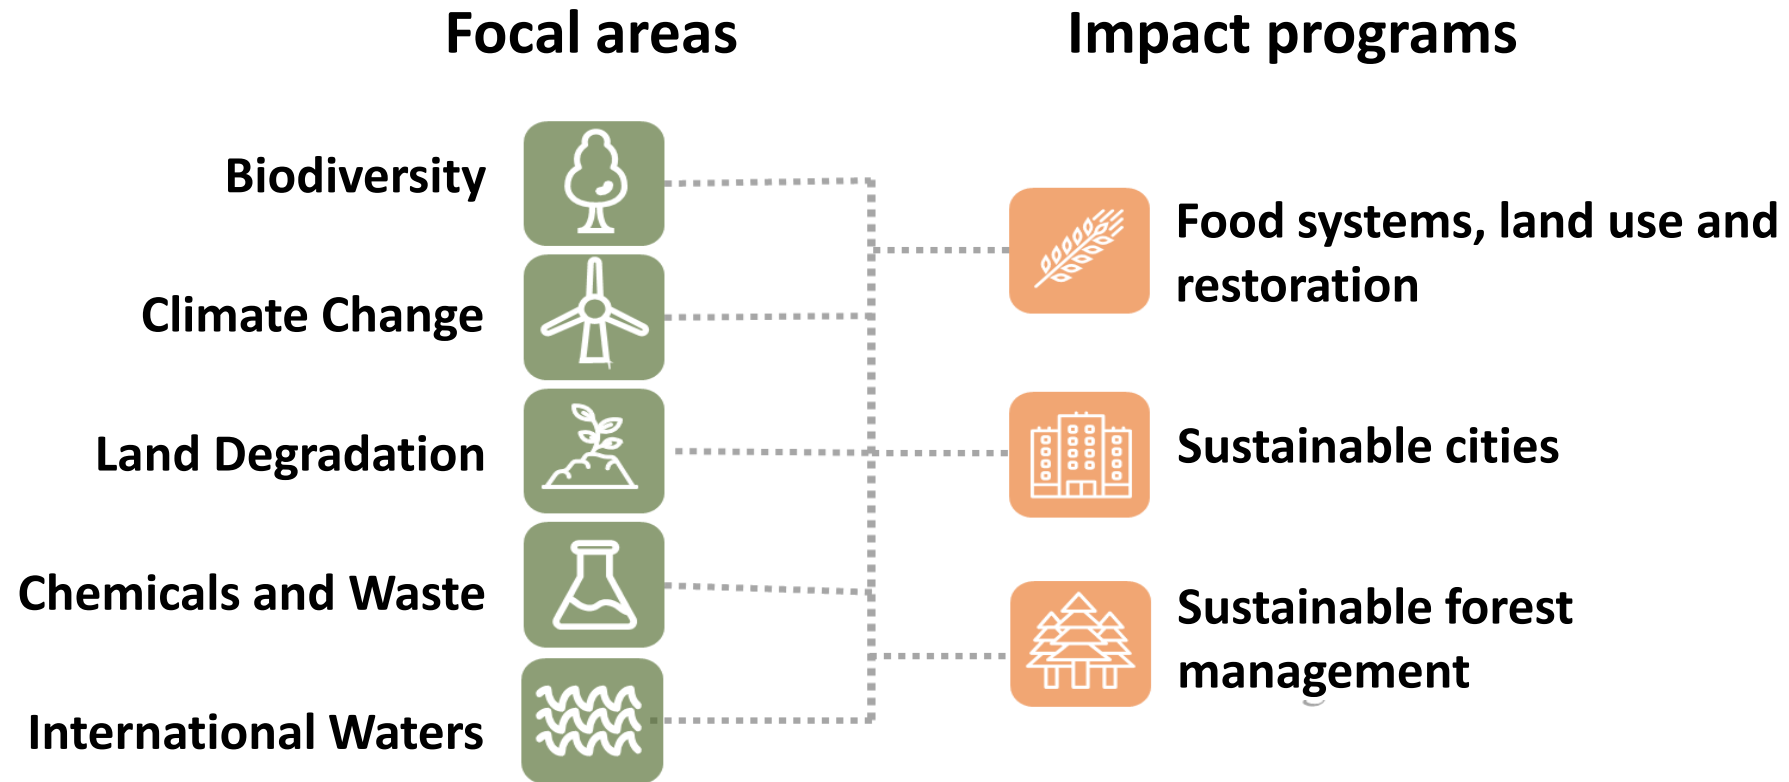 Focal areas
Impact programs
Biodiversity
Climate Change
Land Degradation
Chemicals and Waste
International Waters
Food systems, land use and
restoration
Sustainable cities
Sustainable forest
management